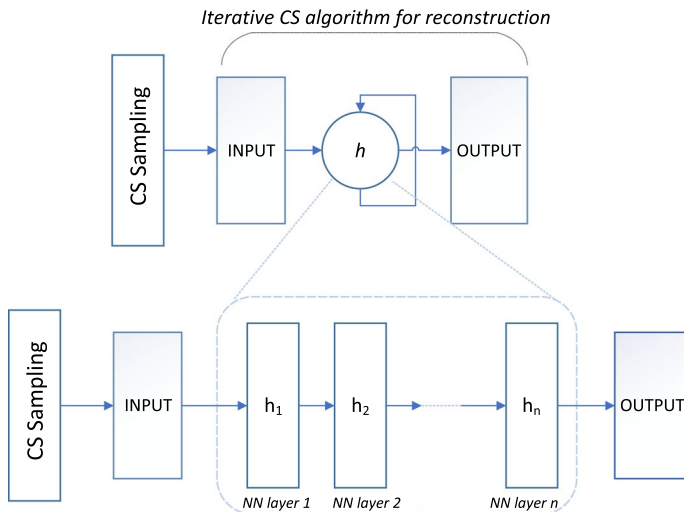 Iterative CS algorithm for reconstruction
CS Sampling
INPUT
h
OUTPUT
CS Sampling
INPUT
h₁
h₂
hₙ
OUTPUT
NN layer 1
NN layer 2
NN layer n